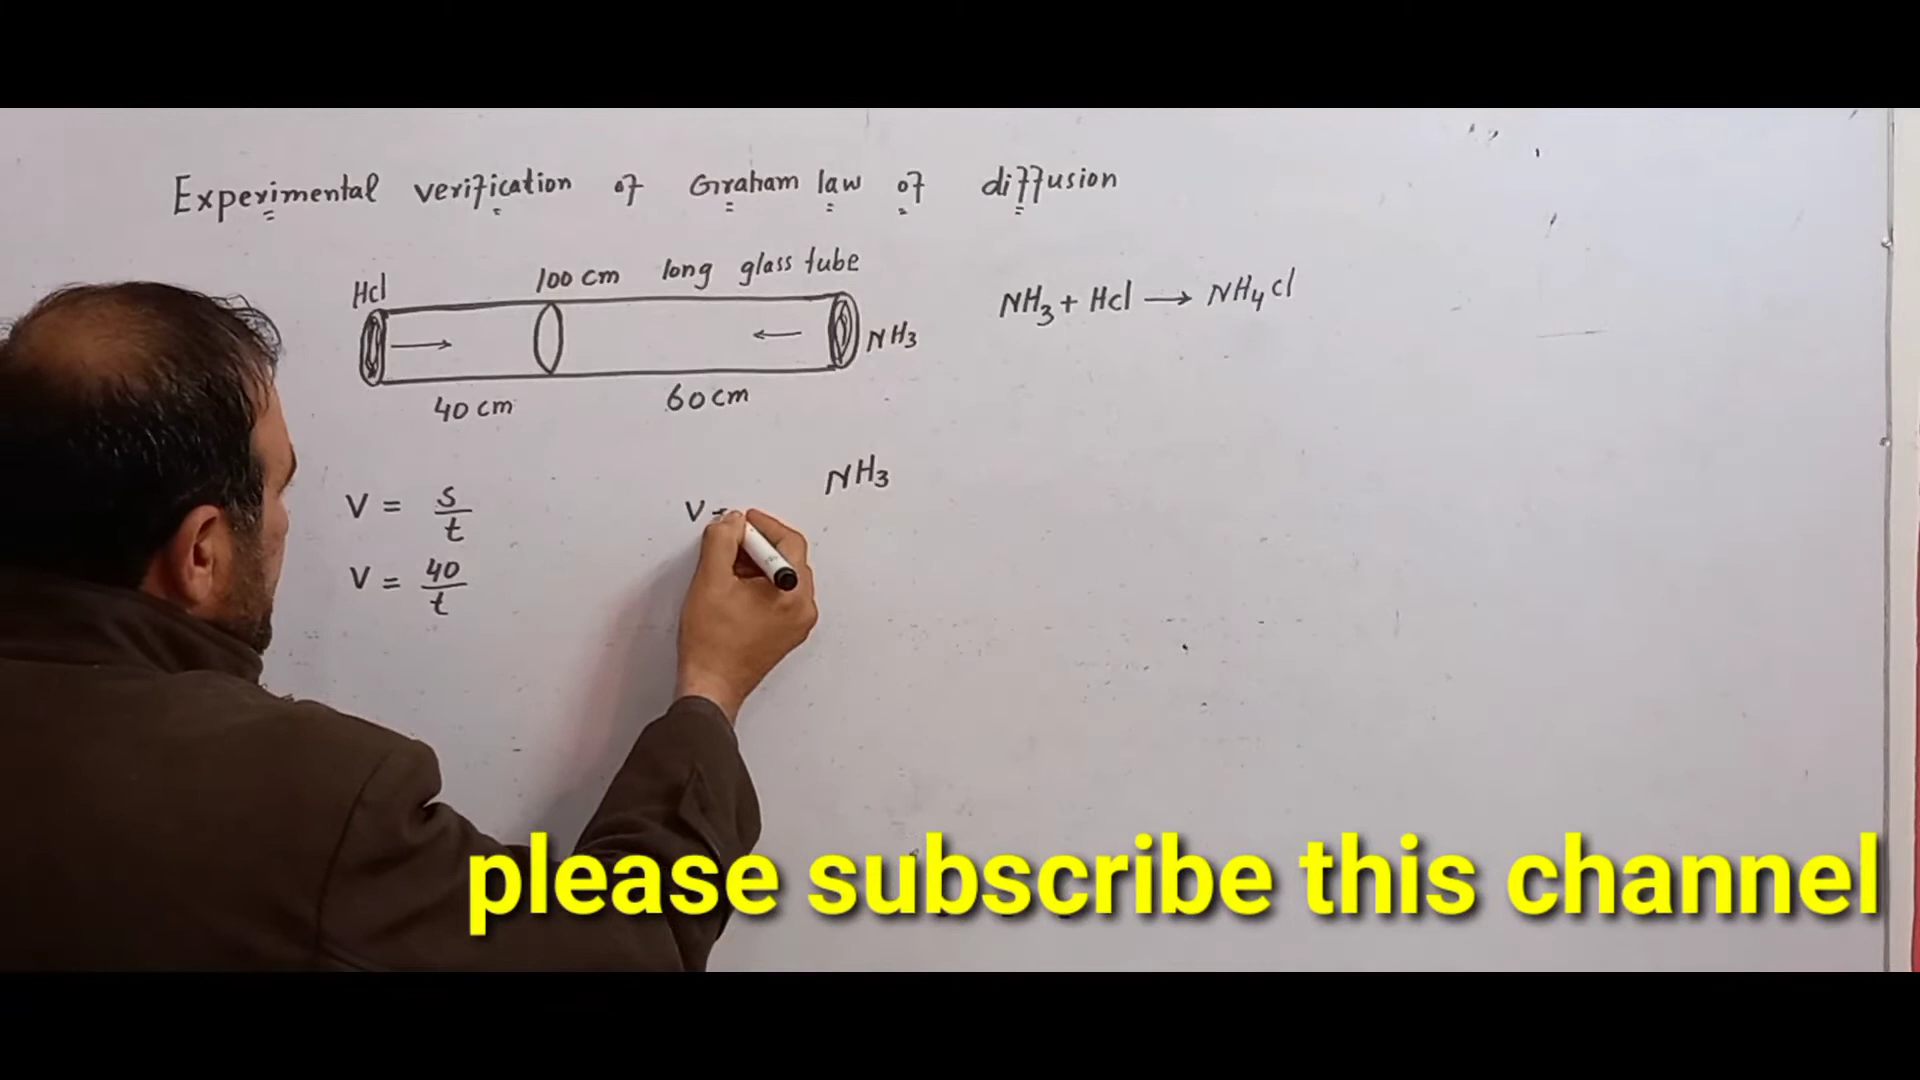 Experimental verification of Graham law of diffusion
Hcl
100 cm long glass tube
NH3 + Hcl → NH4cl
NH3
40 cm
60 cm
NH3
V = s/t
V =
V = 40/t
please subscribe this channel